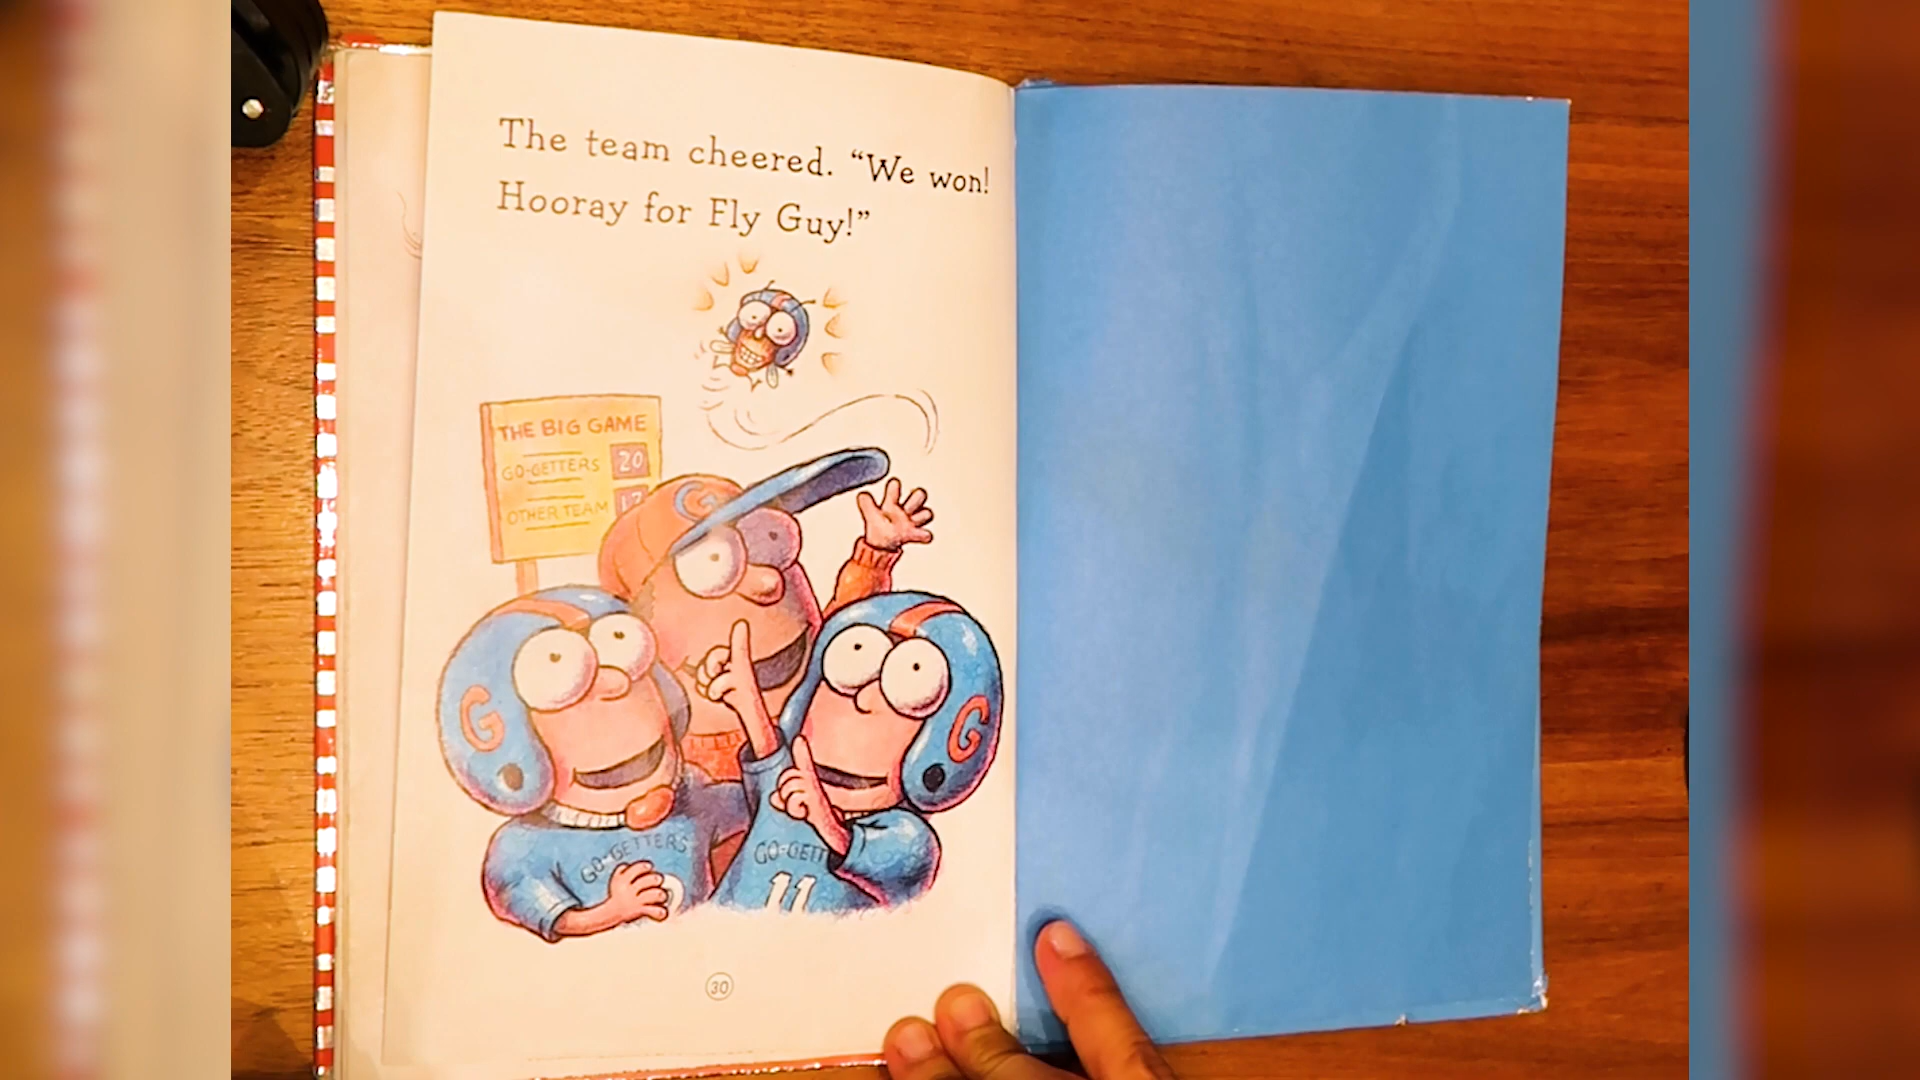 The team cheered. “We won!
Hooray for Fly Guy!”
THE BIG GAME
GO-GETTERS 20
OTHER TEAM 17
G
G
G
GO-GETTERS
GO-GETT
11
30